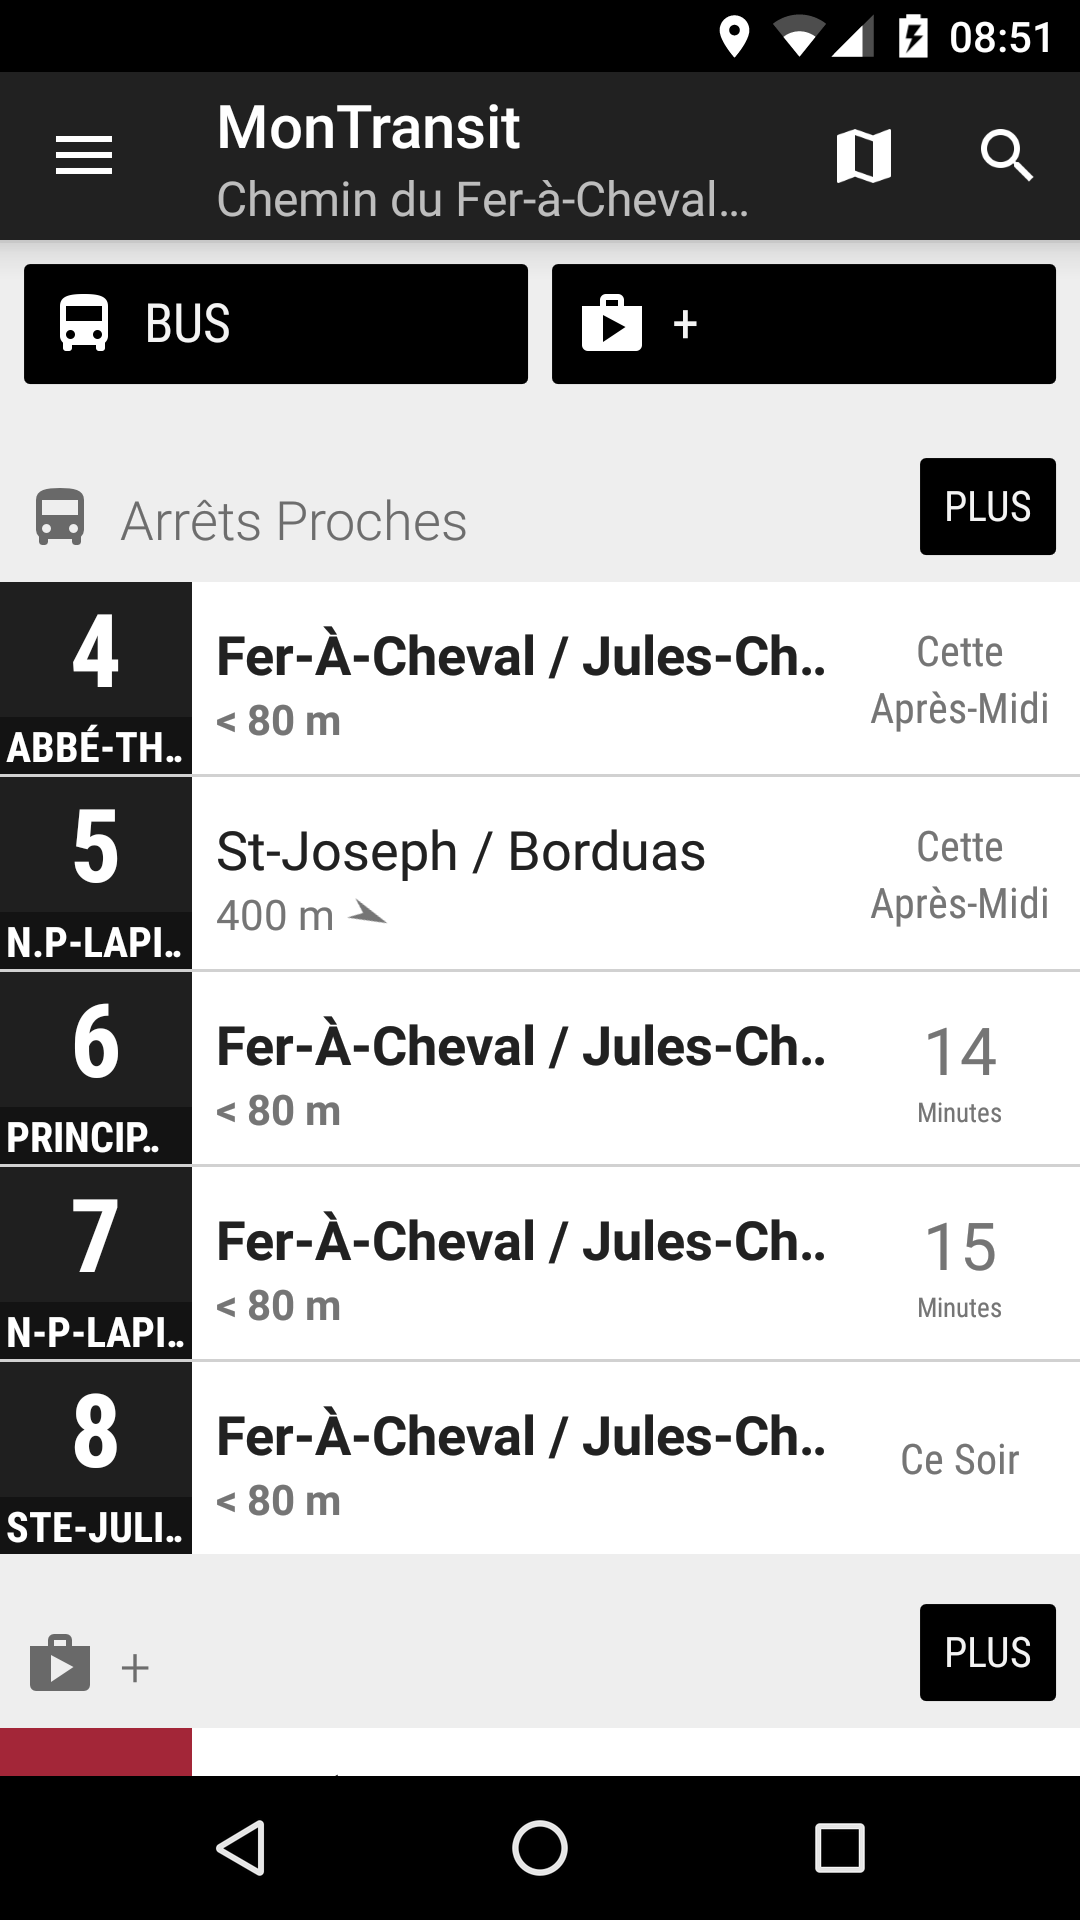 08:51
MonTransit
Chemin du Fer-à-Cheval…
BUS
+
Arrêts Proches
PLUS
4
ABBÉ-TH..
Fer-À-Cheval / Jules-Ch..
< 80 m
Cette
Après-Midi
5
N.P-LAPI..
St-Joseph / Borduas
400 m
Cette
Après-Midi
6
PRINCIP..
Fer-À-Cheval / Jules-Ch..
< 80 m
14
Minutes
7
N-P-LAPI..
Fer-À-Cheval / Jules-Ch..
< 80 m
15
Minutes
8
STE-JULI..
Fer-À-Cheval / Jules-Ch..
< 80 m
Ce Soir
+
PLUS